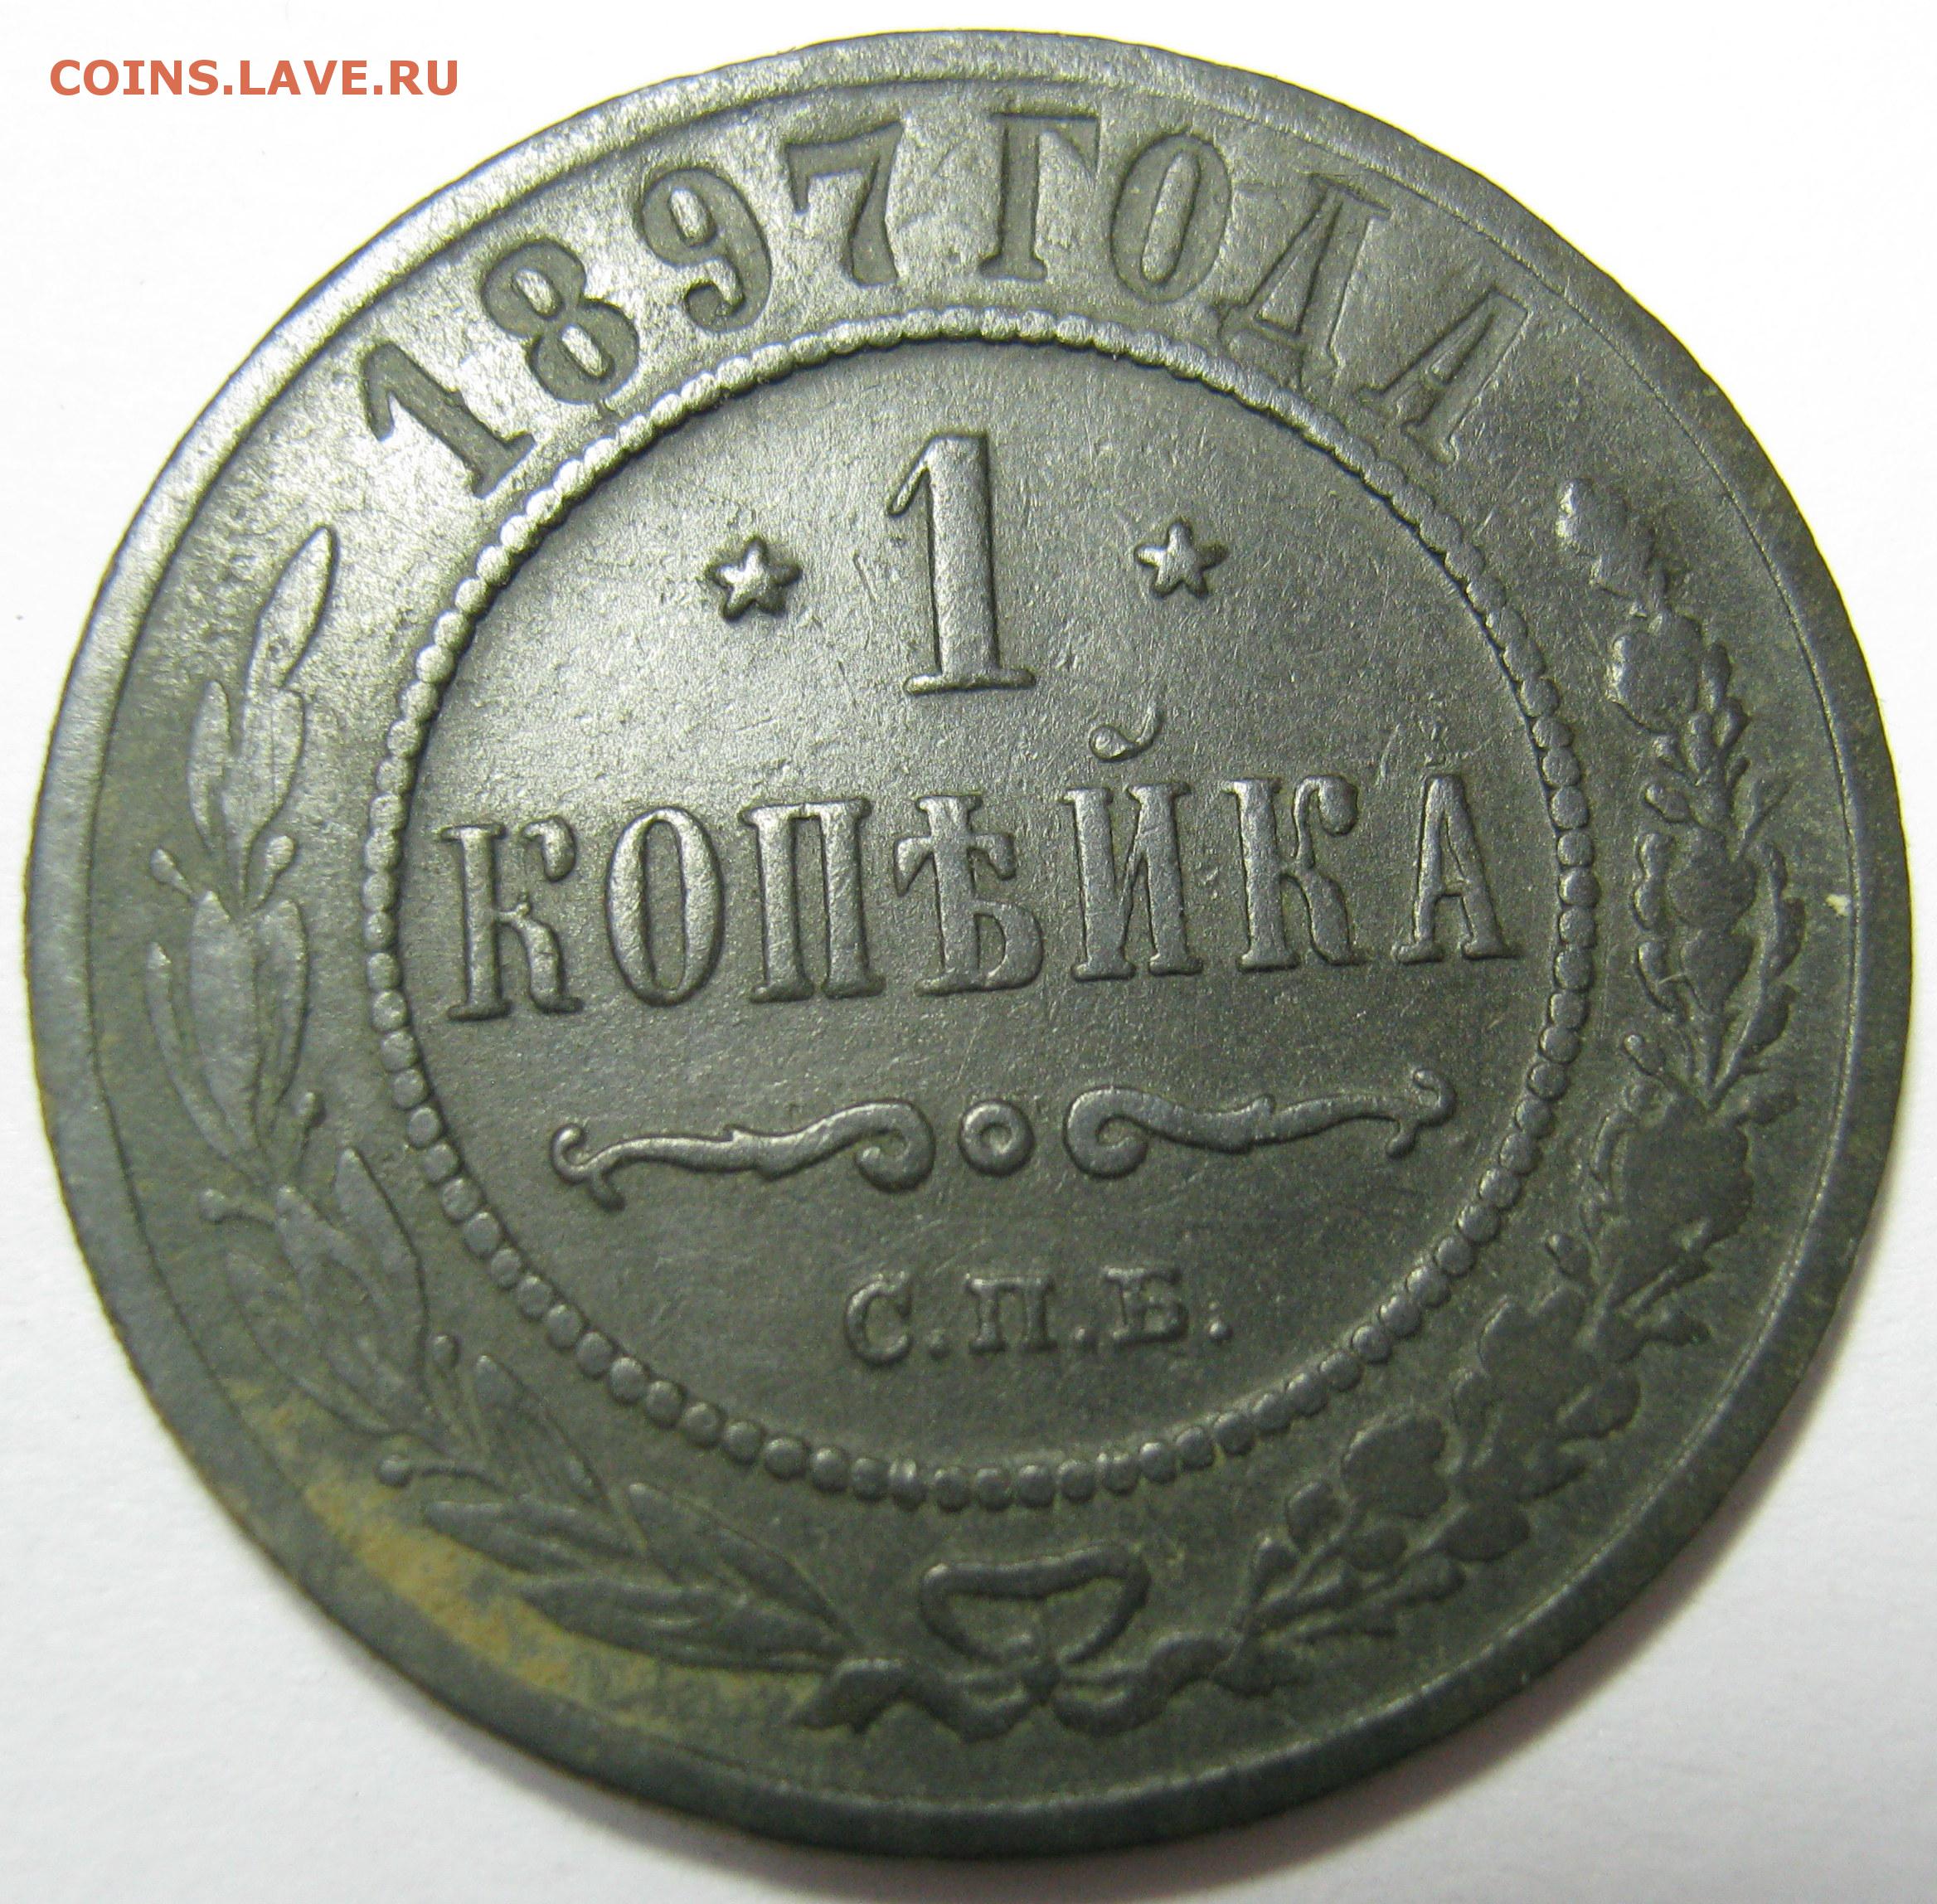 COINS.LAVE.RU
1897 ГОДА
1
КОПѢЙКА
С.П.Б.